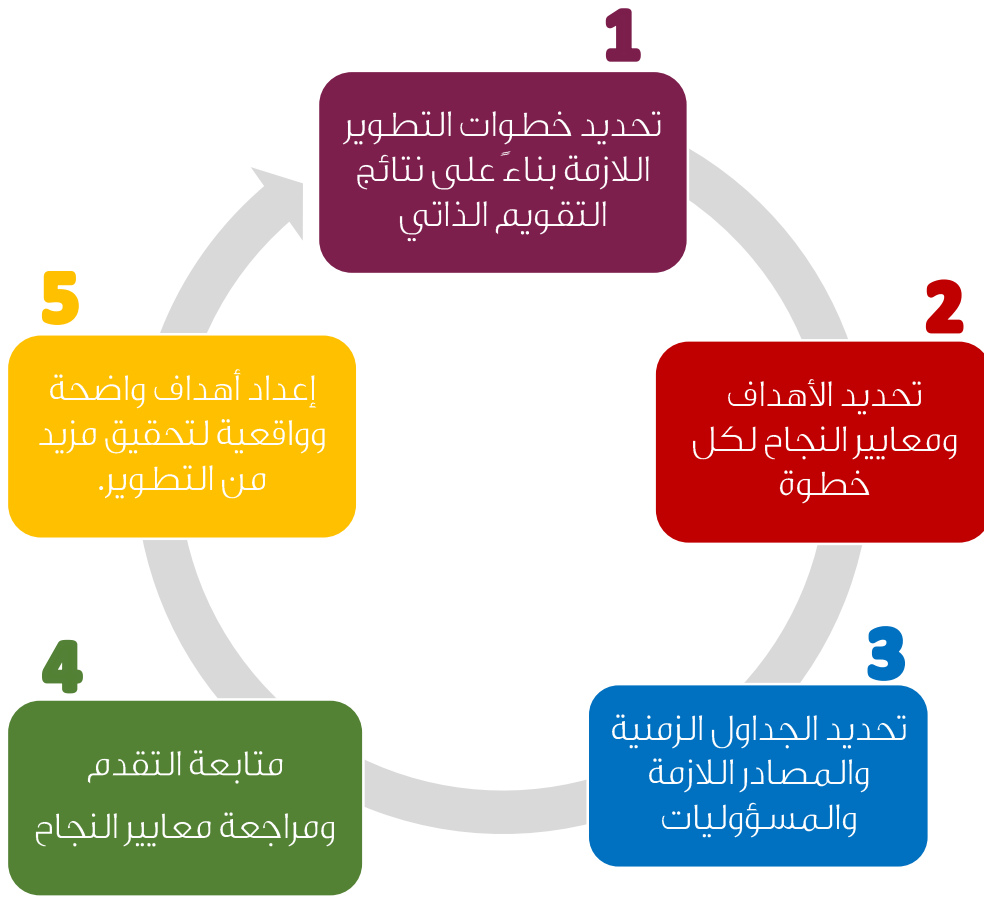 1
تحديد خطوات التطوير
اللازمة بناءً على نتائج
التقويم الذاتي
2
تحديد الأهداف
ومعايير النجاح لكل
خطوة
3
تحديد الجداول الزمنية
والمصادر اللازمة
والمسؤوليات
4
متابعة التقدم
ومراجعة معايير النجاح
5
إعداد أهداف واضحة
وواقعية لتحقيق مزيد
من التطوير.